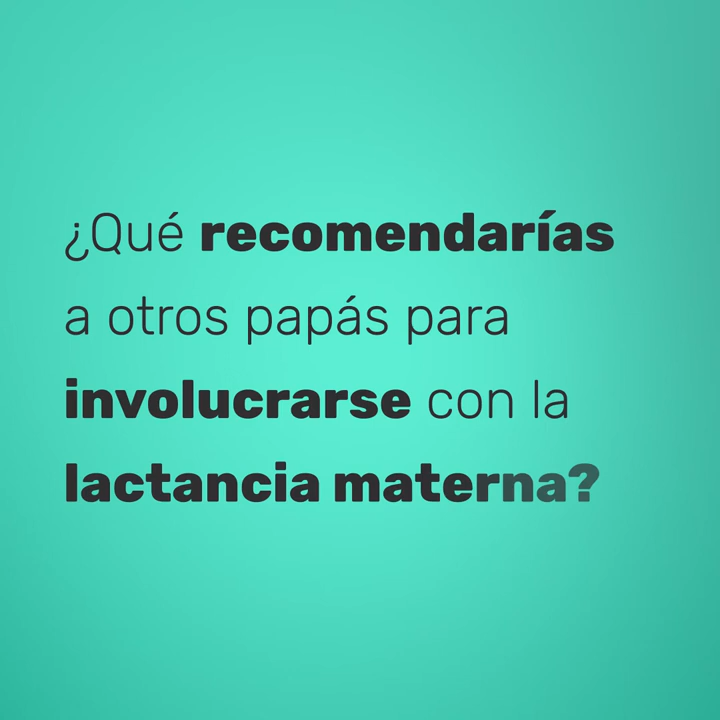 ¿Qué recomendarías
a otros papás para
involucrarse con la
lactancia materna?